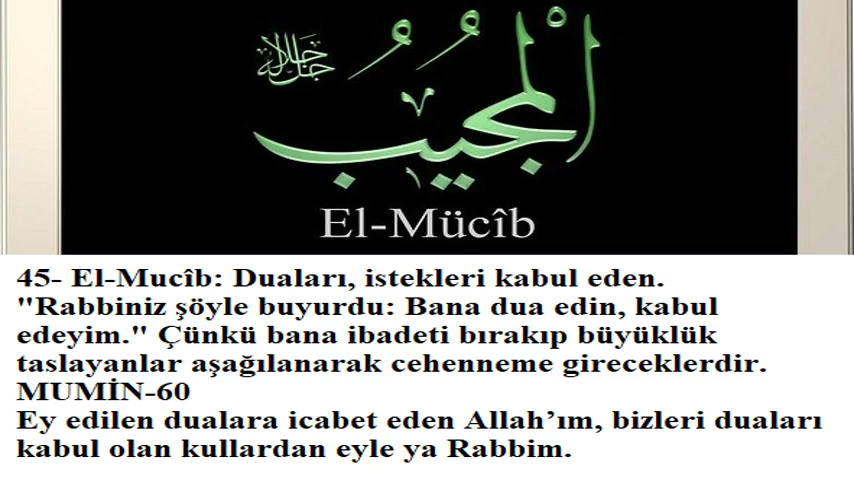 جل جلاله
الْمُجِيبُ
El-Mücîb
45- El-Mucîb: Duaları, istekleri kabul eden.
"Rabbiniz şöyle buyurdu: Bana dua edin, kabul
edeyim." Çünkü bana ibadeti bırakıp büyüklük
taslayanlar aşağılanarak cehenneme gireceklerdir.
MUMİN-60
Ey edilen dualara icabet eden Allah’ım, bizleri duaları
kabul olan kullardan eyle ya Rabbim.